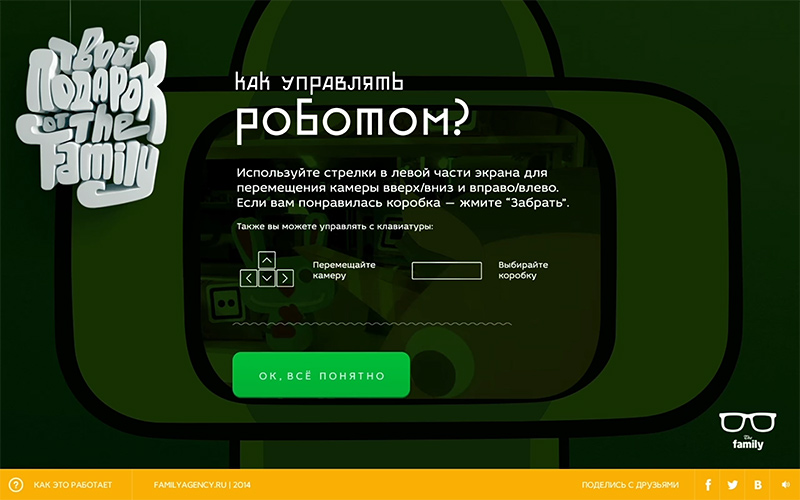 Твой
Подарок
от The
Family
как управлять
роботом?
Используйте стрелки в левой части экрана для
перемещения камеры вверх/вниз и вправо/влево.
Если вам понравилась коробка — жмите “Забрать”.
Также вы можете управлять с клавиатуры:
Перемещайте
камеру
Выбирайте
коробку
ОК, ВСЁ ПОНЯТНО
The
family
? КАК ЭТО РАБОТАЕТ
FAMILYAGENCY.RU | 2014
ПОДЕЛИСЬ С ДРУЗЬЯМИ
f
B